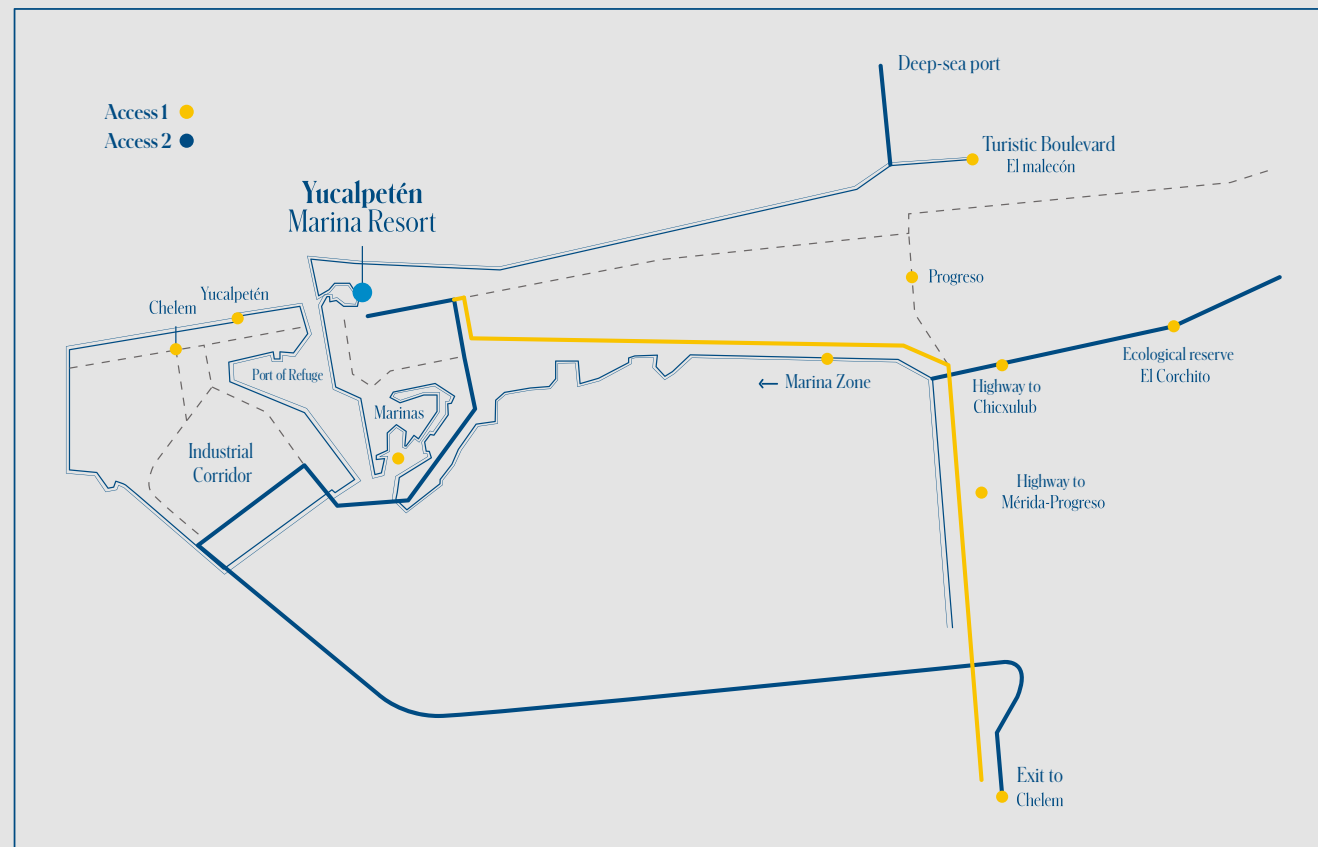 Deep-sea port
Access 1
Access 2
Turistic Boulevard
El malecón
Yucalpetén
Marina Resort
Progreso
Yucalpetén
Chelem
Ecological reserve
El Corchito
Port of Refuge
← Marina Zone
Highway to
Chicxulub
Marinas
Industrial
Corridor
Highway to
Mérida-Progreso
Exit to
Chelem